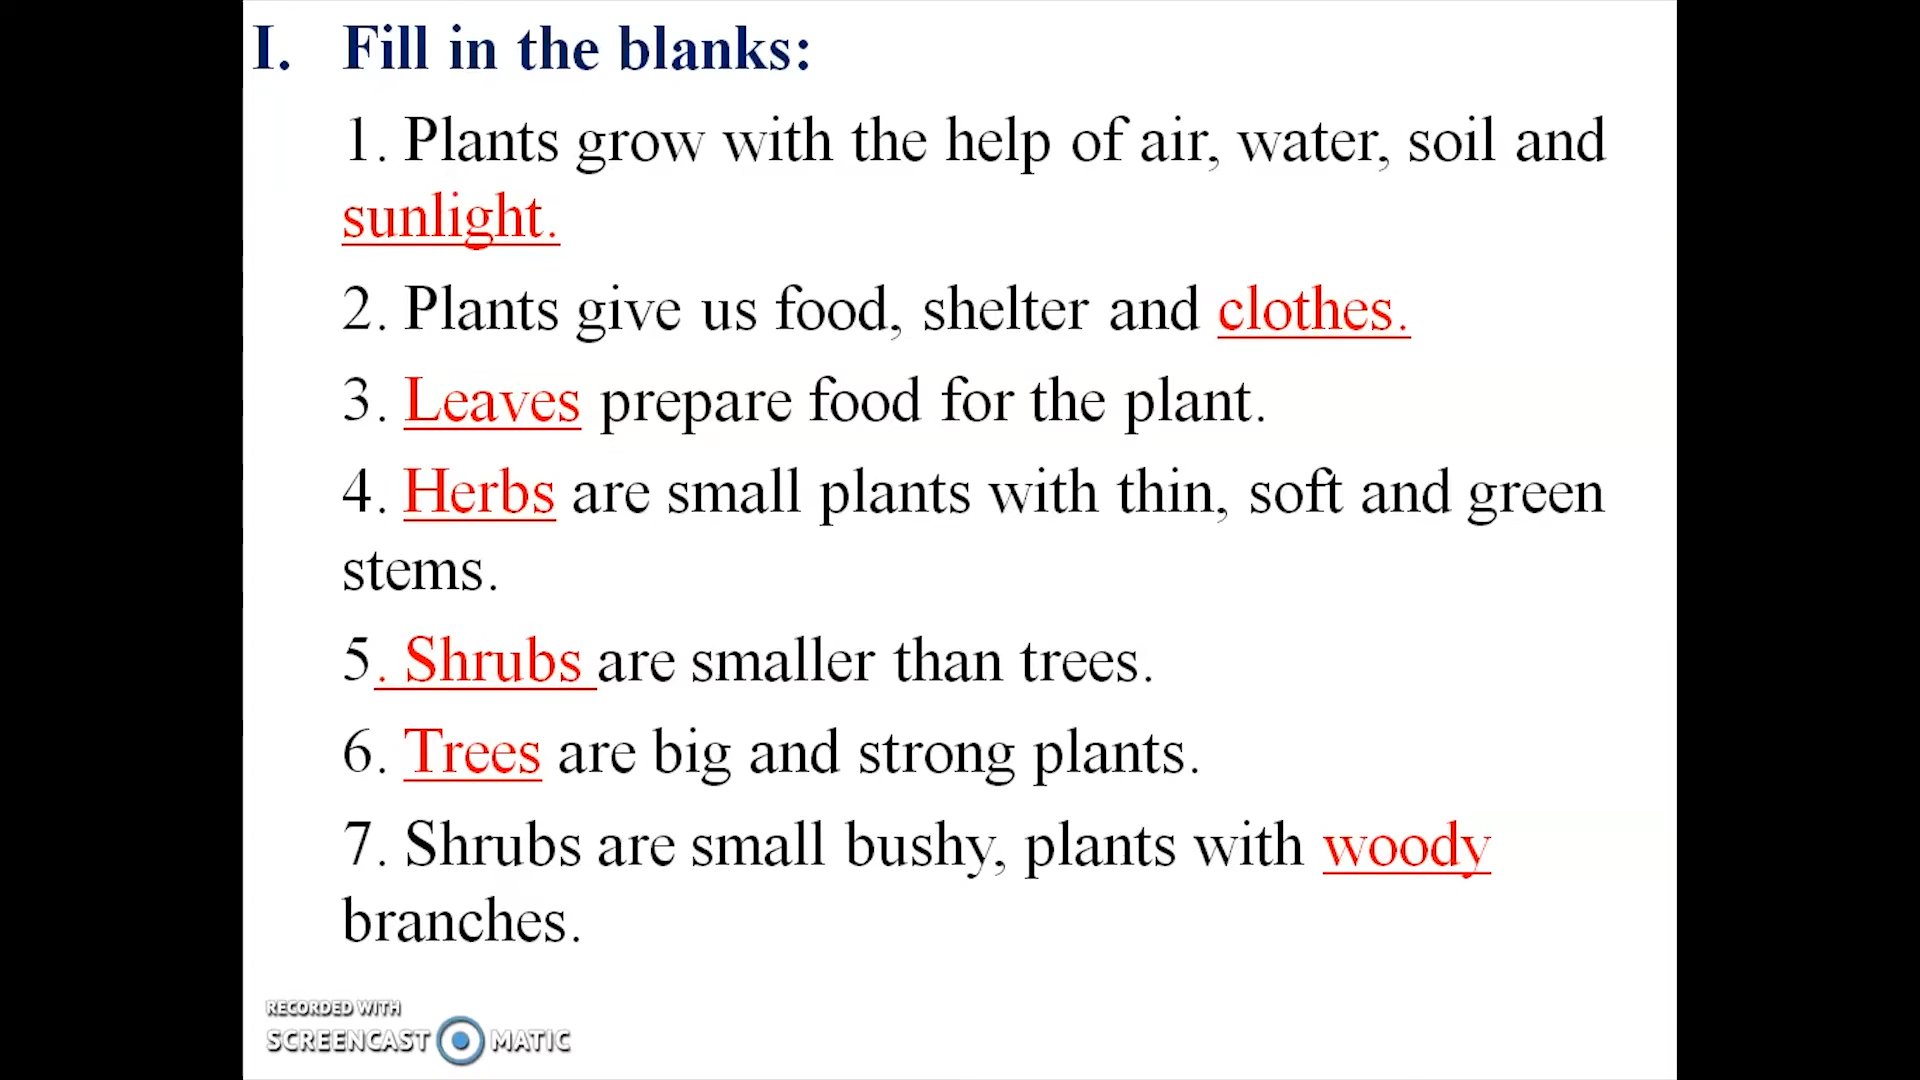 I. Fill in the blanks:
1. Plants grow with the help of air, water, soil and
sunlight.
2. Plants give us food, shelter and clothes.
3. Leaves prepare food for the plant.
4. Herbs are small plants with thin, soft and green
stems.
5. Shrubs are smaller than trees.
6. Trees are big and strong plants.
7. Shrubs are small bushy, plants with woody
branches.
RECORDED WITH
SCREENCAST MATIC